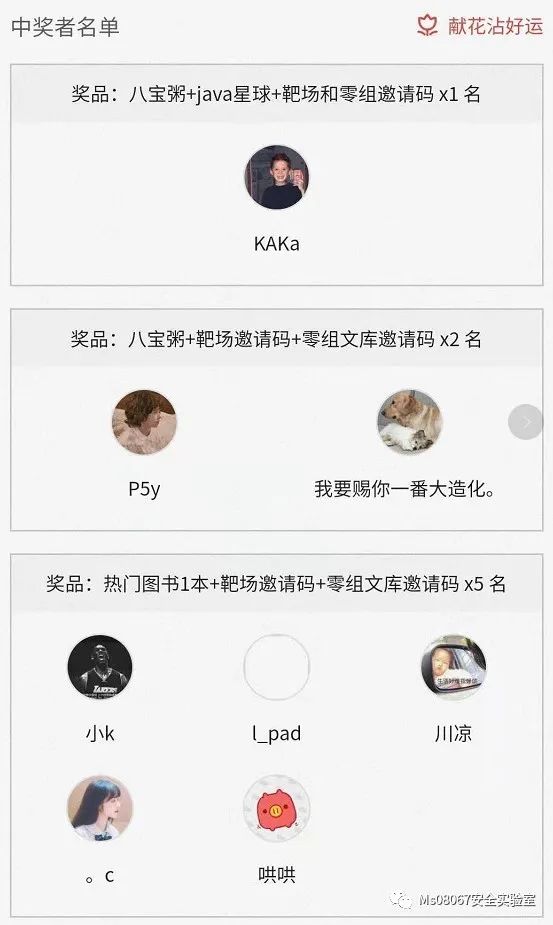 中奖者名单
献花沾好运
奖品：八宝粥+java星球+靶场和零组邀请码 x1 名
KAKa
奖品：八宝粥+靶场邀请码+零组文库邀请码 x2 名
P5y
我要赐你一番大造化。
奖品：热门图书1本+靶场邀请码+零组文库邀请码 x5 名
LAKERS
小k
l_pad
川凉
。c
哄哄
Ms08067安全实验室